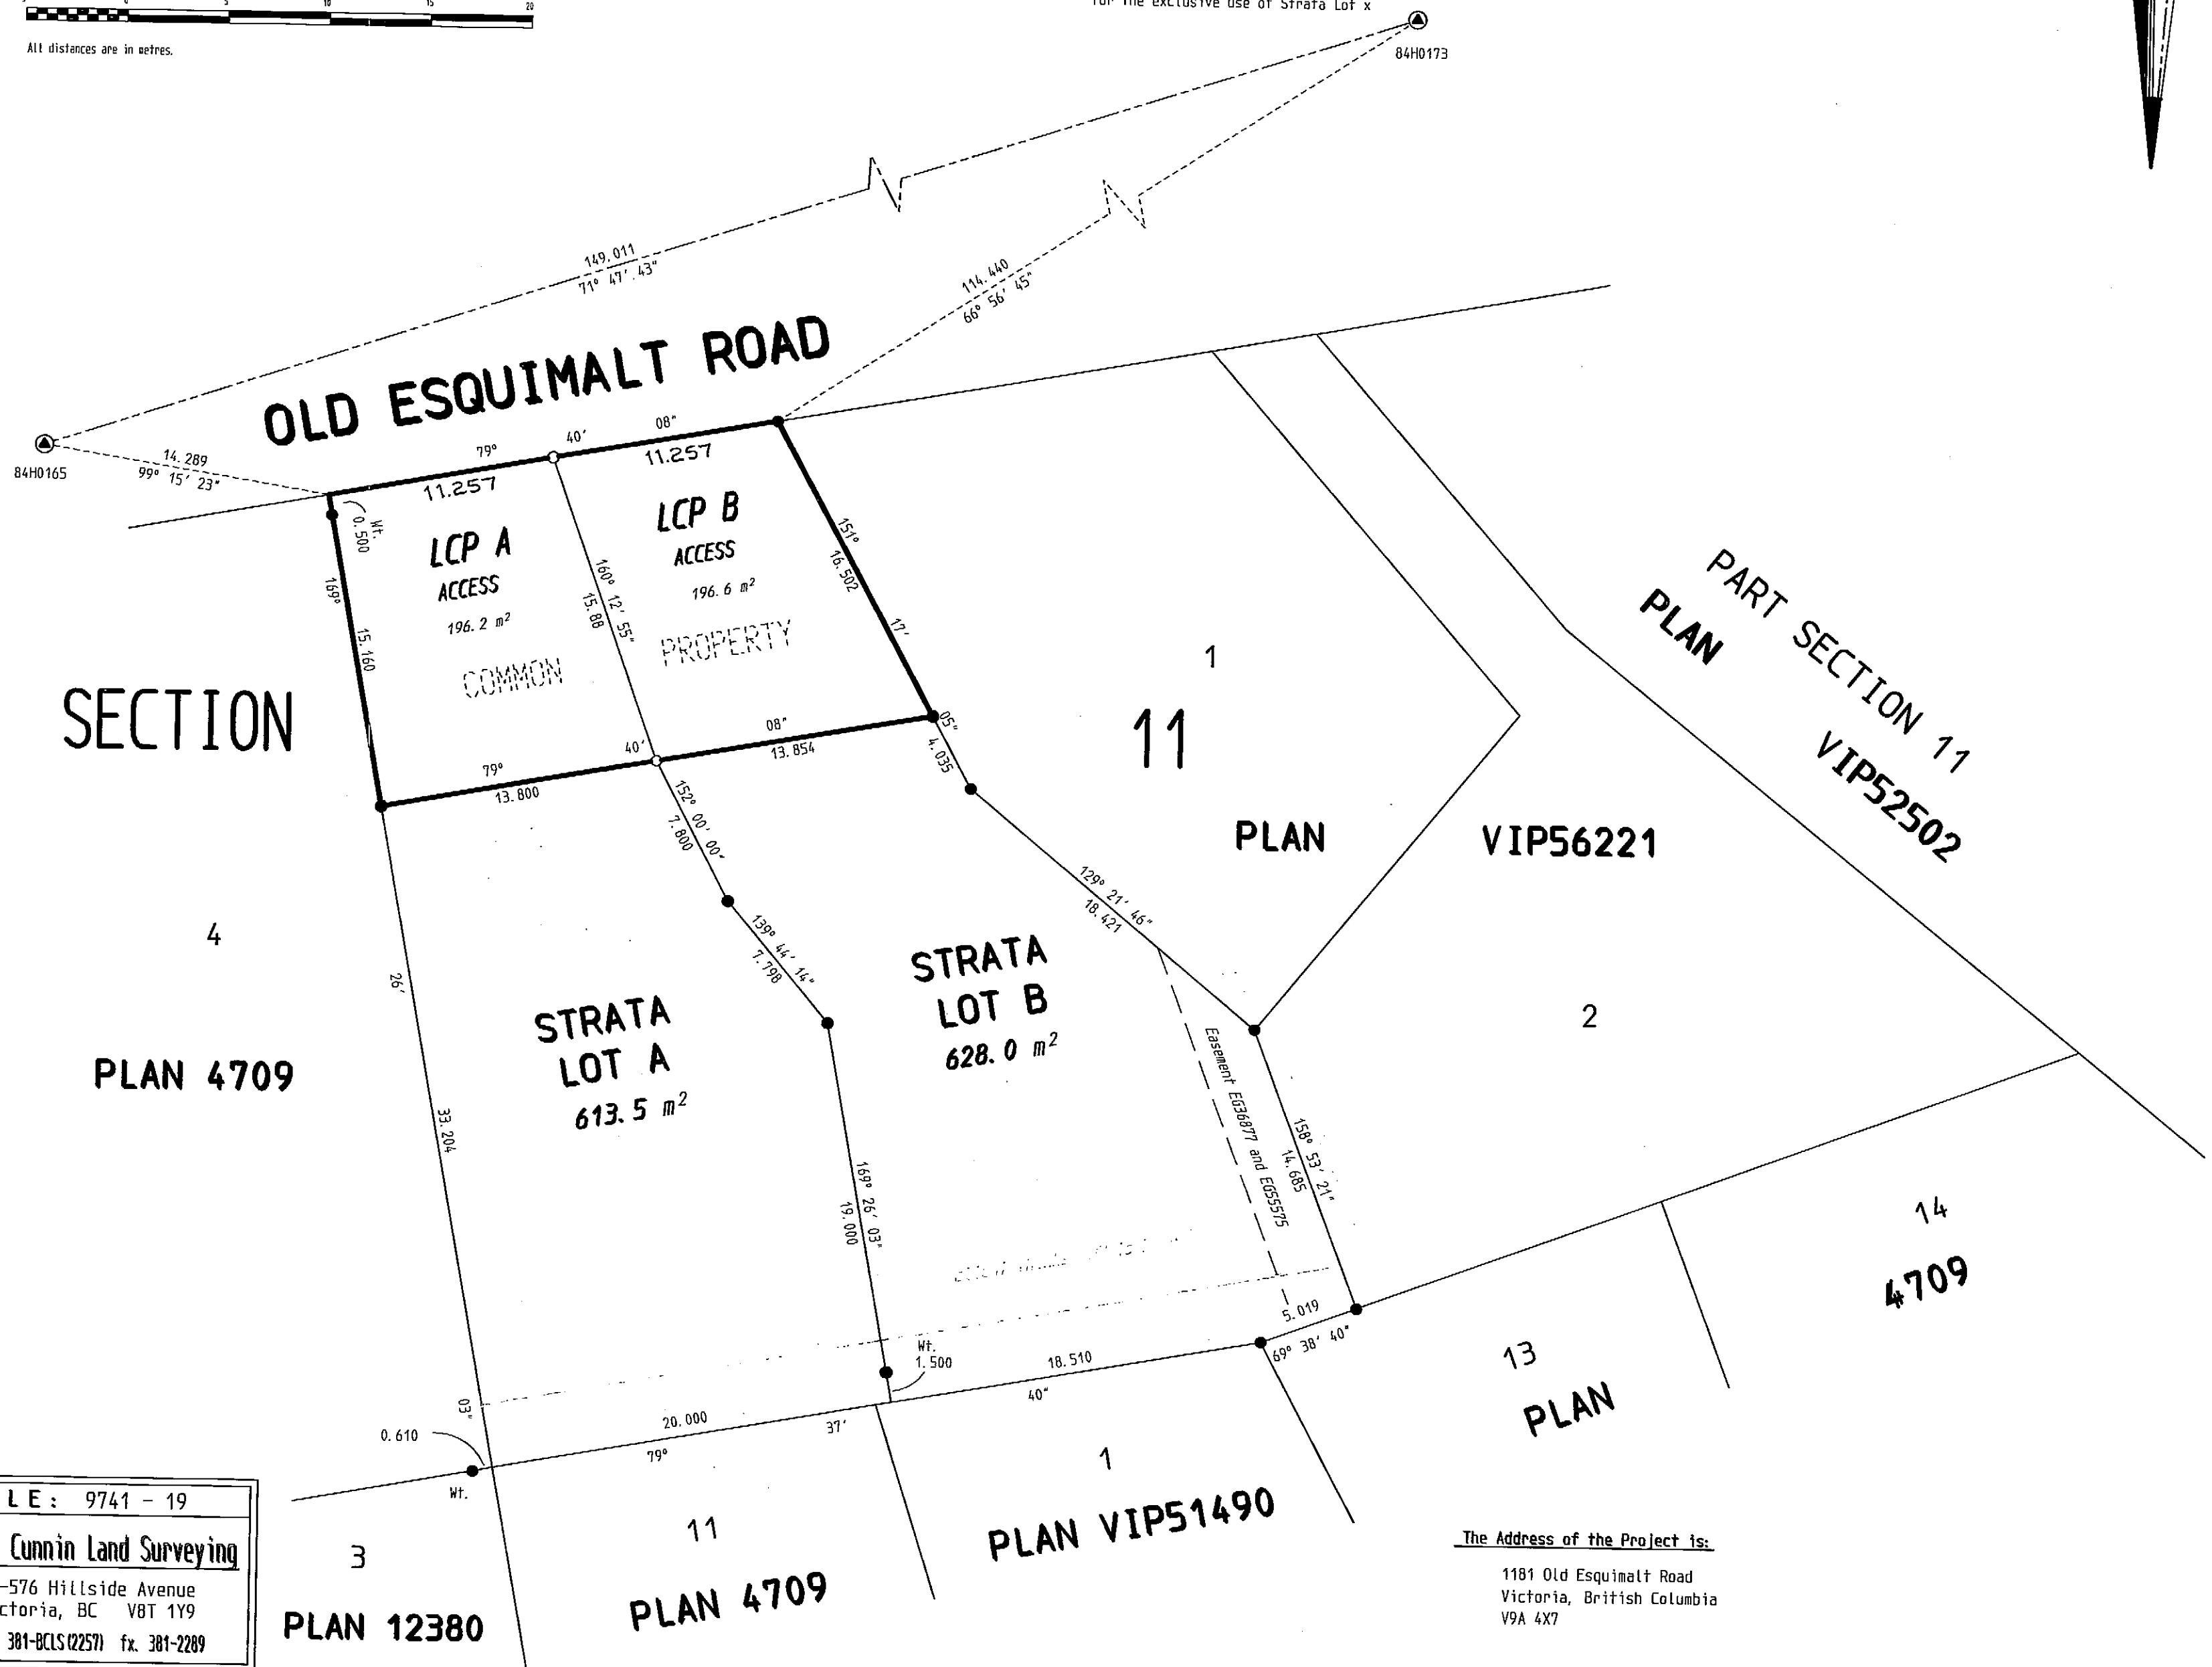 5 0 5 10 15 20
All distances are in metres.
for the exclusive use of Strata Lot x
84H0173
149.011
71° 47' 43"
114.440
66° 56' 45"
OLD ESQUIMALT ROAD
84H0165
14.289
99° 15' 23"
79° 40' 08"
11.257
11.257
Wt.
0.500
LCP A
ACCESS
196.2 m²
LCP B
ACCESS
196.6 m²
COMMON PROPERTY
160° 12' 55"
15.88
151° 17' 05"
16.502
4.035
169° 26' 03"
15.160
33.204
79° 40' 08"
13.800
13.854
SECTION 11
1
PLAN VIP56221
2
PART SECTION 11
PLAN VIP52502
152° 00' 00"
7.800
139° 44' 14"
7.798
129° 21' 46"
18.421
4
PLAN 4709
STRATA
LOT A
613.5 m²
STRATA
LOT B
628.0 m²
Easement EG36877 and EG55575
158° 53' 21"
14.685
169° 26' 03"
19.000
Wt.
1.500
5.019
69° 38' 40"
18.510
20.000
79° 37' 40"
0.610
Wt.
14
4709
13
PLAN
1
PLAN VIP51490
11
PLAN 4709
3
PLAN 12380
LE: 9741 - 19
Cunnin Land Surveying
-576 Hillside Avenue
ctoria, BC V8T 1Y9
381-BCLS(2257) fx. 381-2289
The Address of the Project is:
1181 Old Esquimalt Road
Victoria, British Columbia
V9A 4X7